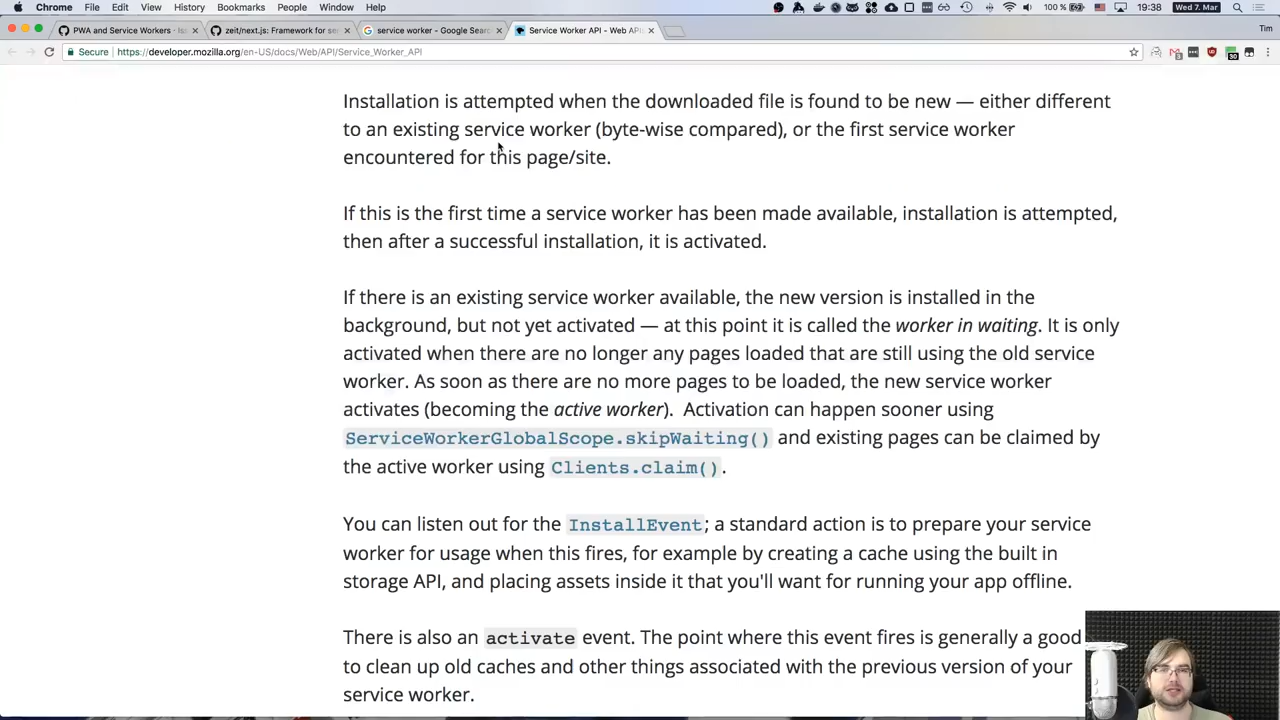 Chrome File Edit View History Bookmarks People Window Help 100 % 19:38 Wed 7. Mar
PWA and Service Workers · Iss zeit/next.js: Framework for se service worker - Google Searc Service Worker API - Web API Tim
Secure https://developer.mozilla.org/en-US/docs/Web/API/Service_Worker_API
Installation is attempted when the downloaded file is found to be new — either different
to an existing service worker (byte-wise compared), or the first service worker
encountered for this page/site.
If this is the first time a service worker has been made available, installation is attempted,
then after a successful installation, it is activated.
If there is an existing service worker available, the new version is installed in the
background, but not yet activated — at this point it is called the worker in waiting. It is only
activated when there are no longer any pages loaded that are still using the old service
worker. As soon as there are no more pages to be loaded, the new service worker
activates (becoming the active worker). Activation can happen sooner using
ServiceWorkerGlobalScope.skipWaiting() and existing pages can be claimed by
the active worker using Clients.claim().
You can listen out for the InstallEvent; a standard action is to prepare your service
worker for usage when this fires, for example by creating a cache using the built in
storage API, and placing assets inside it that you'll want for running your app offline.
There is also an activate event. The point where this event fires is generally a good
to clean up old caches and other things associated with the previous version of your
service worker.